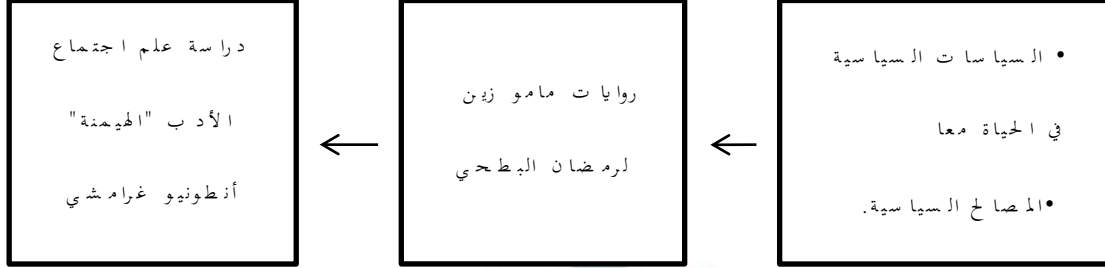 • السياسات السياسية
في الحياة معا
•المصالح السياسية.
روايات مامو زين
لرمضان البطحي
دراسة علم اجتماع
الأدب "الهيمنة"
أنطونيو غرامشي